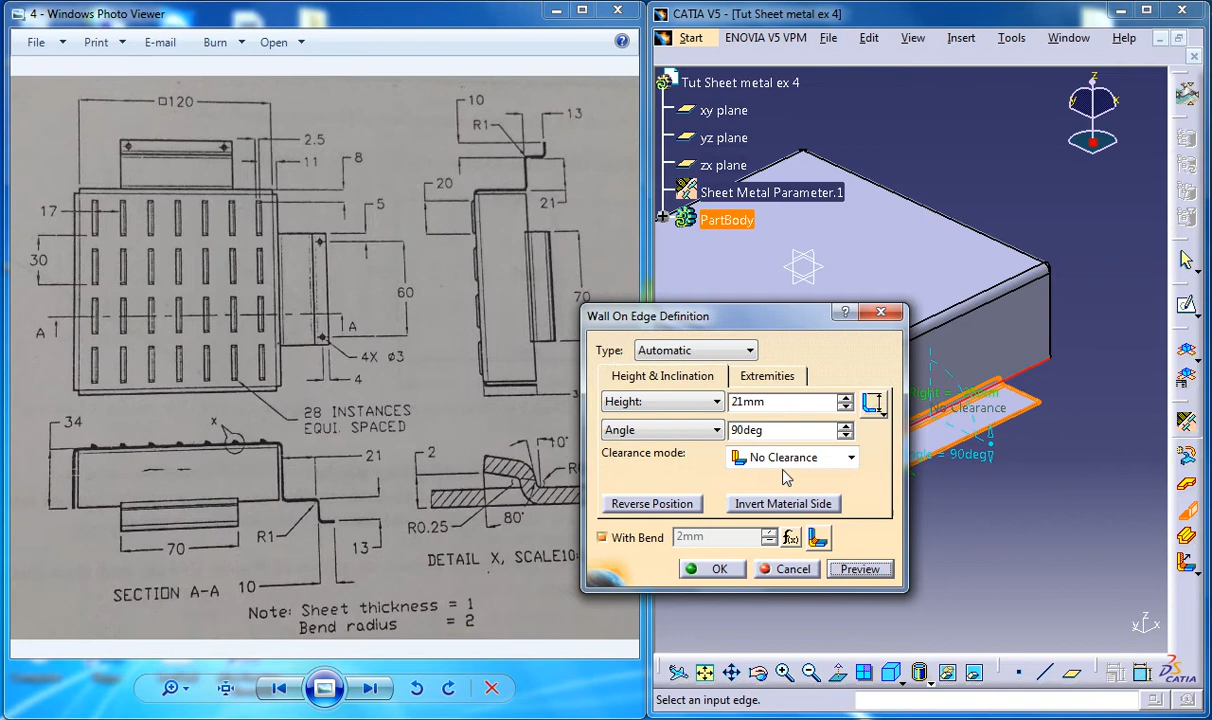 4 - Windows Photo Viewer
File
Print
E-mail
Burn
Open
□120
10
R1
13
2.5
11
8
17
20
21
5
30
60
70
A
A
4X ø3
4
28 INSTANCES
EQUI. SPACED
34
x
21
2
10°
R0.25
80°
R1
70
13
DETAIL X, SCALE10:
SECTION A-A
10
Note: Sheet thickness = 1
Bend radius = 2
CATIA V5 - [Tut Sheet metal ex 4]
Start
ENOVIA V5 VPM
File
Edit
View
Insert
Tools
Window
Help
Tut Sheet metal ex 4
xy plane
yz plane
zx plane
Sheet Metal Parameter.1
PartBody
z
y
x
Wall On Edge Definition
Type:
Automatic
Height & Inclination
Extremities
Height:
21mm
Angle
90deg
Clearance mode:
No Clearance
Reverse Position
Invert Material Side
With Bend
2mm
f(x)
OK
Cancel
Preview
No Clearance
= 90deg
z
y
x
CATIA
Select an input edge.